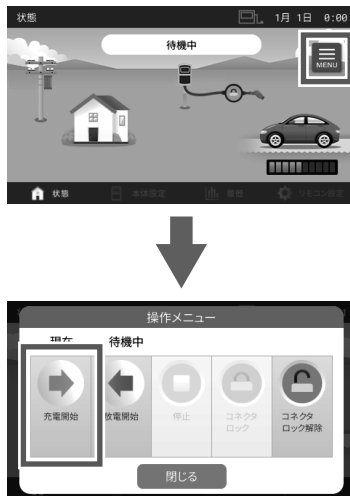 状態 1月 1日 0:00
待機中
MENU
状態 本体設定 履歴 リモコン設定
操作メニュー
現在 待機中
充電開始 放電開始 停止 コネクタ
ロック コネクタ
ロック解除
閉じる